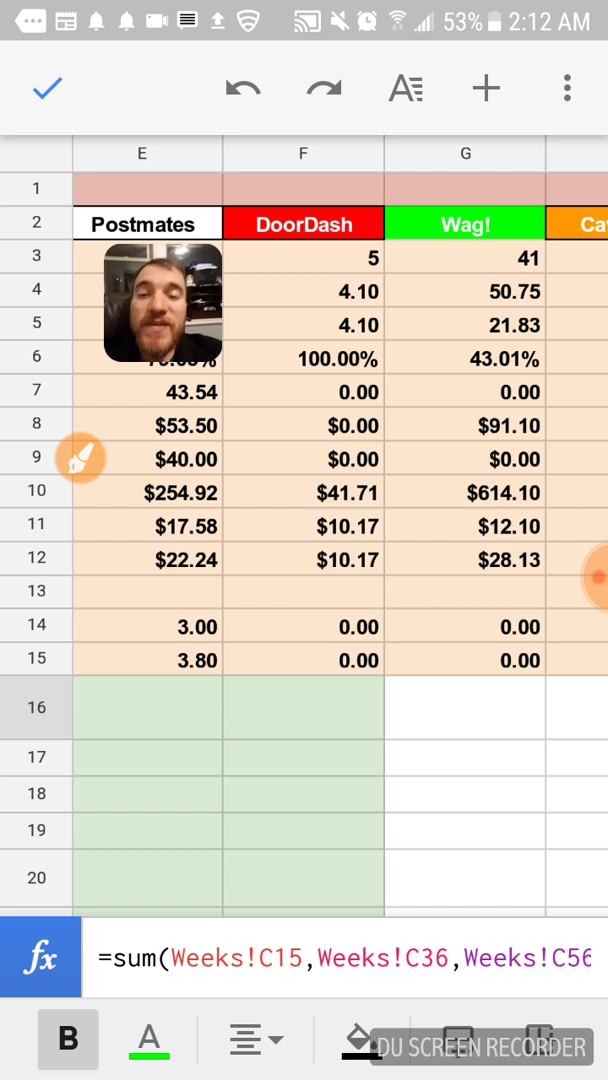 53% 2:12 AM
A
E F G
1
2 Postmates DoorDash Wag!
3 5 41
4 4.10 50.75
5 4.10 21.83
6 100.00% 43.01%
7 43.54 0.00 0.00
8 $53.50 $0.00 $91.10
9 $40.00 $0.00 $0.00
10 $254.92 $41.71 $614.10
11 $17.58 $10.17 $12.10
12 $22.24 $10.17 $28.13
13
14 3.00 0.00 0.00
15 3.80 0.00 0.00
16
17
18
19
20
fx =sum(Weeks!C15,Weeks!C36,Weeks!C56
B A DU SCREEN RECORDER